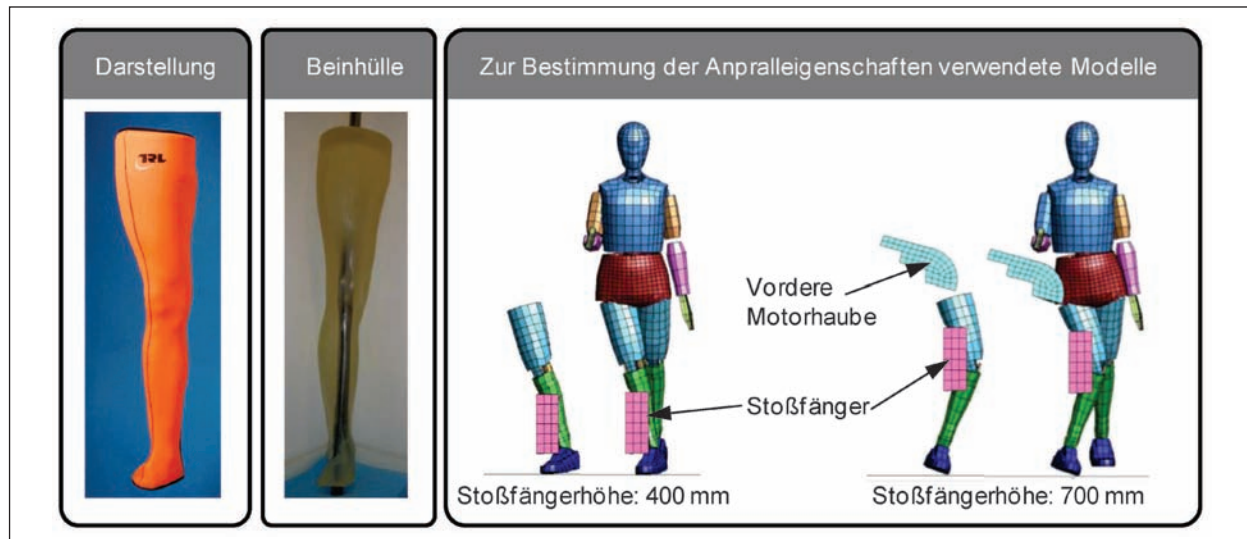 Darstellung
Beinhülle
Zur Bestimmung der Anpralleigenschaften verwendete Modelle
TRL
Vordere
Motorhaube
Stoßfänger
Stoßfängerhöhe: 400 mm
Stoßfängerhöhe: 700 mm